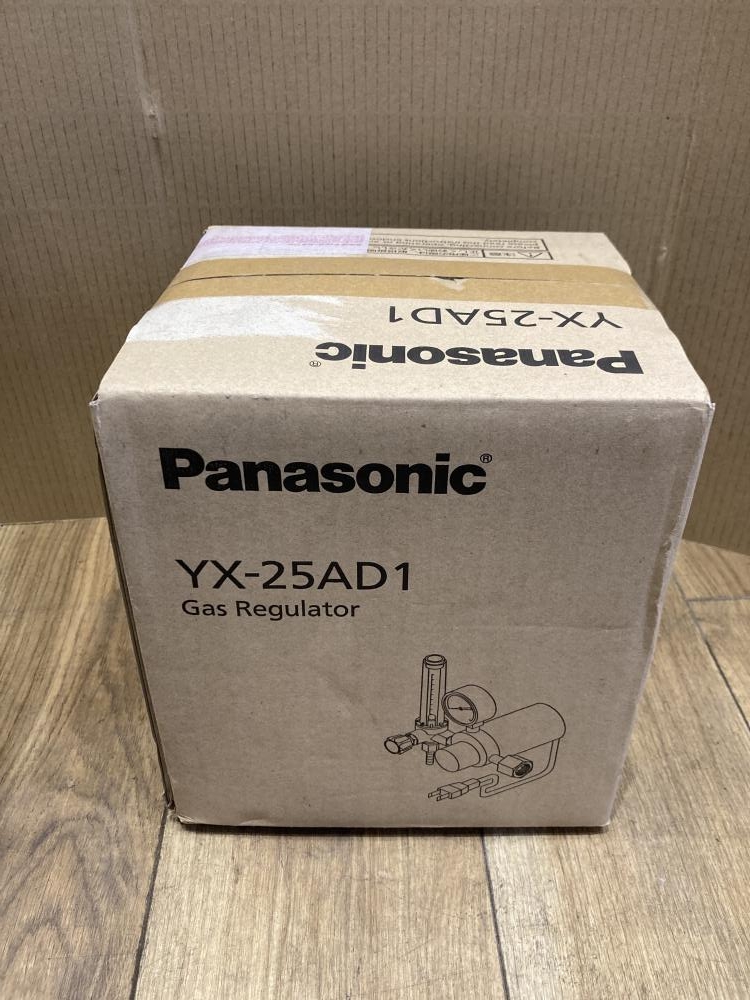 YX-25AD1
Panasonic®
Panasonic®
YX-25AD1
Gas Regulator